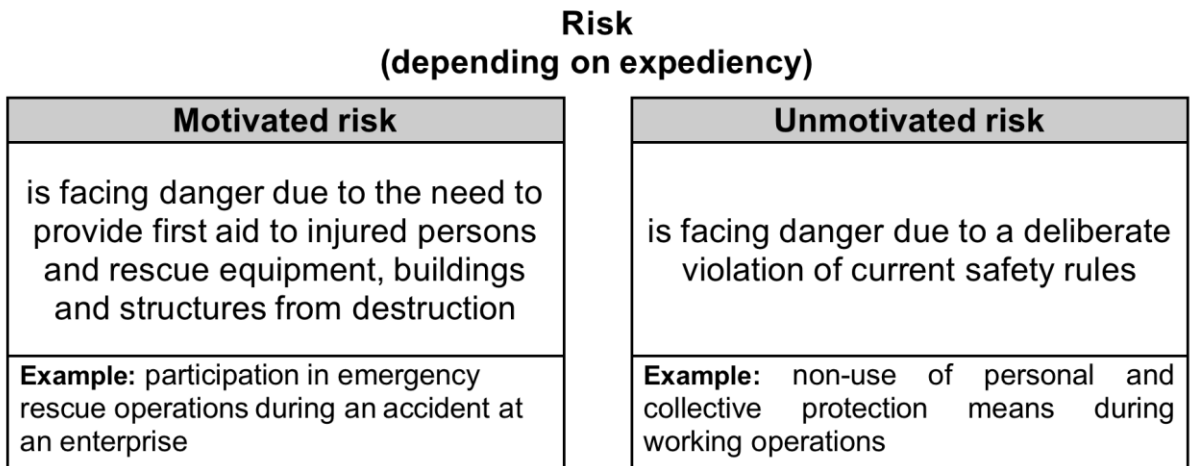 Risk
(depending on expediency)
Motivated risk
is facing danger due to the need to
provide first aid to injured persons
and rescue equipment, buildings
and structures from destruction
Example: participation in emergency
rescue operations during an accident at
an enterprise
Unmotivated risk
is facing danger due to a deliberate
violation of current safety rules
Example: non-use of personal and
collective protection means during
working operations